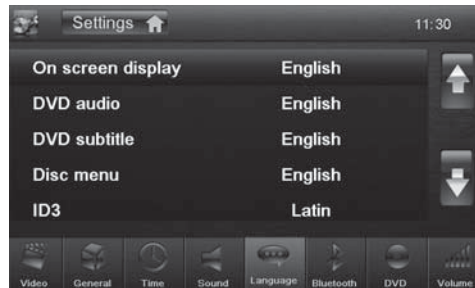 Settings 11:30
On screen display English
DVD audio English
DVD subtitle English
Disc menu English
ID3 Latin
Video General Time Sound Language Bluetooth DVD Volume